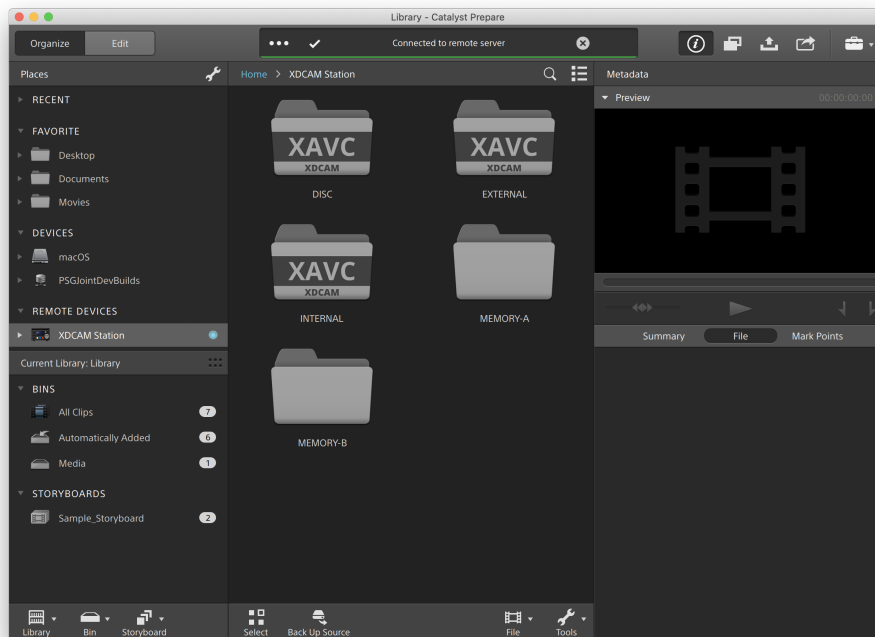 Library - Catalyst Prepare
Organize
Edit
Connected to remote server
Places
Home > XDCAM Station
Metadata
RECENT
Preview
00:00:00:00
FAVORITE
Desktop
Documents
Movies
DEVICES
macOS
PSGJointDevBuilds
REMOTE DEVICES
XDCAM Station
Current Library: Library
BINS
All Clips 7
Automatically Added 6
Media 1
STORYBOARDS
Sample_Storyboard 2
XAVC
XDCAM
DISC
XAVC
XDCAM
EXTERNAL
XAVC
XDCAM
INTERNAL
MEMORY-A
MEMORY-B
Summary
File
Mark Points
Library
Bin
Storyboard
Select
Back Up Source
File
Tools